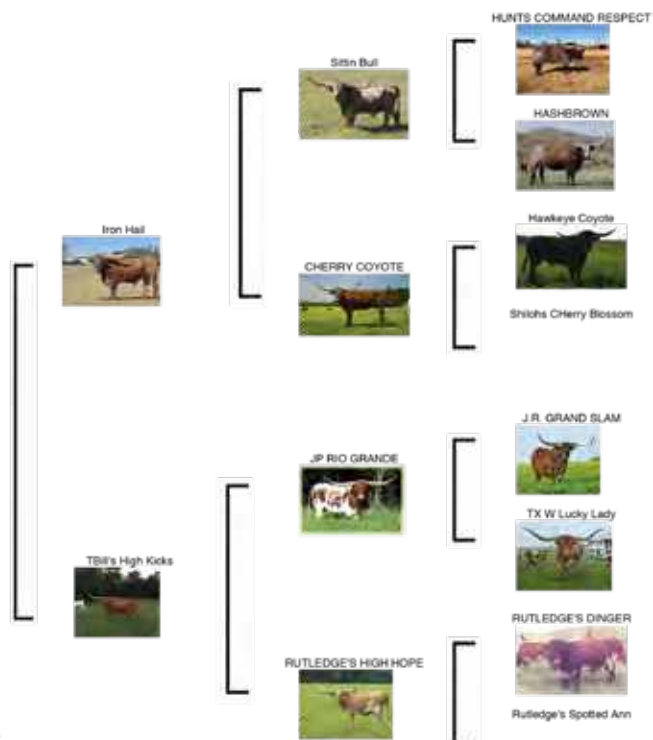 HUNTS COMMAND RESPECT
Sittin Bull
HASHBROWN
Iron Hail
Hawkeye Coyote
CHERRY COYOTE
Shilohs CHerry Blossom
J.R. GRAND SLAM
JP RIO GRANDE
TX W Lucky Lady
TBill's High Kicks
RUTLEDGE'S DINGER
RUTLEDGE'S HIGH HOPE
Rutledge's Spotted Ann